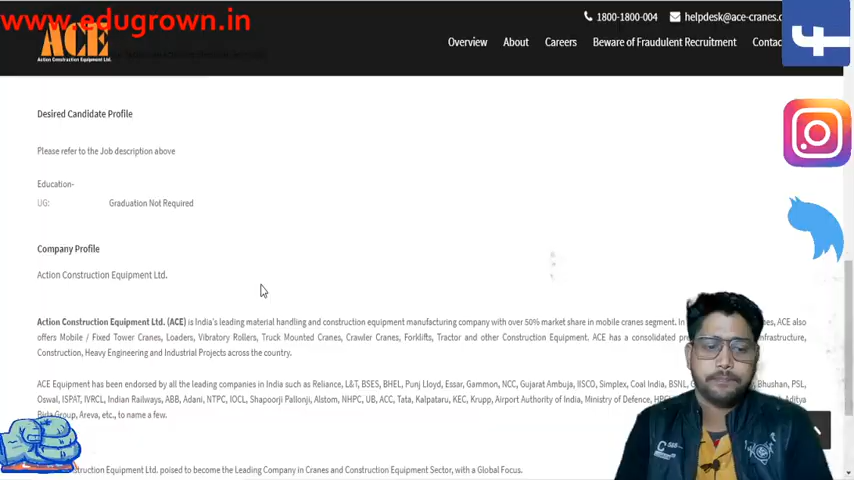 www.edugrown.in
1800-1800-004 helpdesk@ace-cranes.c
ACE
Action Construction Equipment Ltd.
Overview About Careers Beware of Fraudulent Recruitment Contac
Desired Candidate Profile
Please refer to the Job description above
Education-
UG: Graduation Not Required
Company Profile
Action Construction Equipment Ltd.
Action Construction Equipment Ltd. (ACE) is India's leading material handling and construction equipment manufacturing company with over 50% market share in mobile cranes segment. In ACE also
offers Mobile / Fixed Tower Cranes, Loaders, Vibratory Rollers, Truck Mounted Cranes, Crawler Cranes, Forklifts, Tractor and other Construction Equipment. ACE has a consolidated
Construction, Heavy Engineering and Industrial Projects across the country.
ACE Equipment has been endorsed by all the leading companies in India such as Reliance, L&T, BSES, BHEL, Punj Lloyd, Essar, Gammon, NCC, Gujarat Ambuja, IISCO, Simplex, Coal India, BSNL, Bhushan, PSL,
Oswal, ISPAT, IVRCL, Indian Railways, ABB, Adani, NTPC, IOCL, Shapoorji Pallonji, Alstom, NHPC, UB, ACC, Tata, Kalpataru, KEC, Krupp, Airport Authority of India, Ministry of Defence, Aditya
Birla Group, Areva, etc., to name a few.
Equipment Ltd. poised to become the Leading Company in Cranes and Construction Equipment Sector, with a Global Focus.